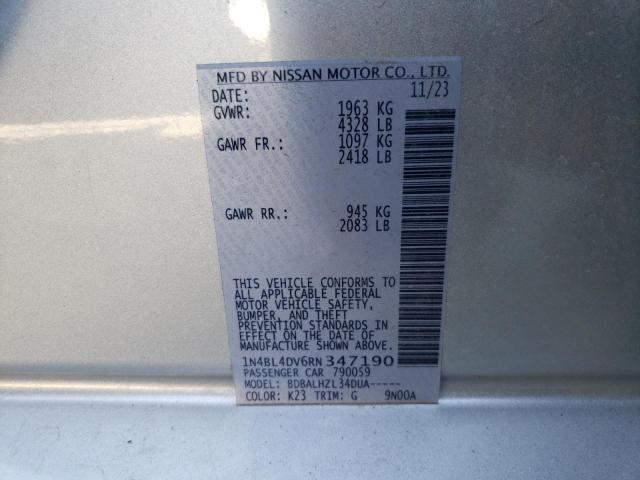 MFD BY NISSAN MOTOR CO., LTD.
DATE: 11/23
GVWR: 1963 KG
4328 LB
GAWR FR.: 1097 KG
2418 LB
GAWR RR.: 945 KG
2083 LB
THIS VEHICLE CONFORMS TO
ALL APPLICABLE FEDERAL
MOTOR VEHICLE SAFETY,
BUMPER, AND THEFT
PREVENTION STANDARDS IN
EFFECT ON THE DATE OF
MANUFACTURE SHOWN ABOVE.
1N4BL4DV6RN347190
PASSENGER CAR 790059
MODEL: BDBALHZL34DUA-----
COLOR: K23 TRIM: G 9N00A